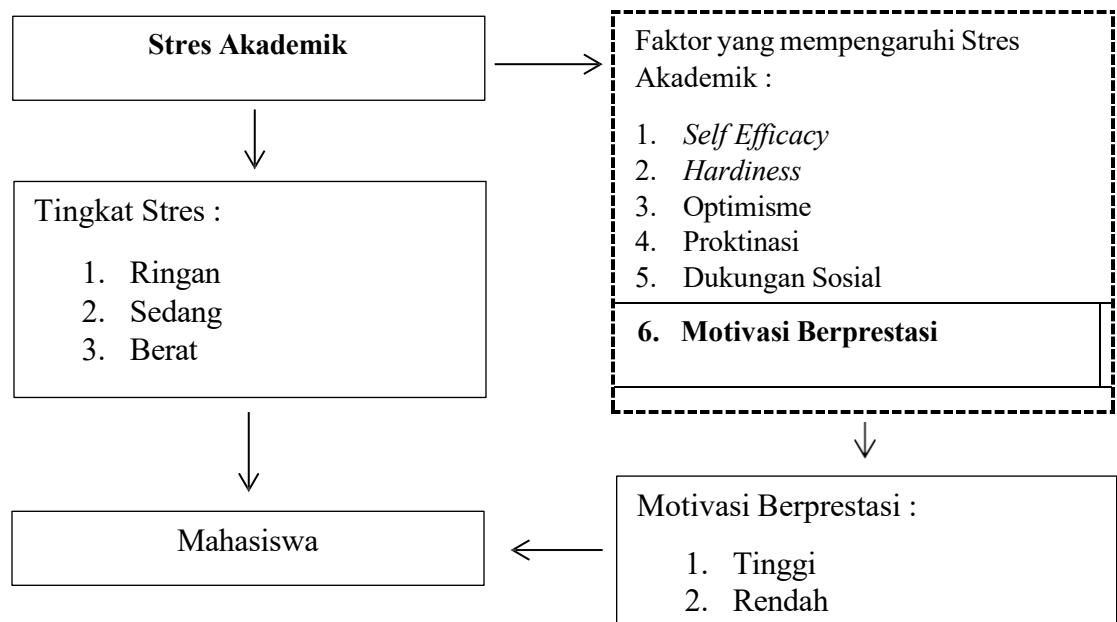 Stres Akademik
Faktor yang mempengaruhi Stres
Akademik :
1. Self Efficacy
2. Hardiness
3. Optimisme
4. Proktinasi
5. Dukungan Sosial
6. Motivasi Berprestasi
Tingkat Stres :
1. Ringan
2. Sedang
3. Berat
Mahasiswa
Motivasi Berprestasi :
1. Tinggi
2. Rendah